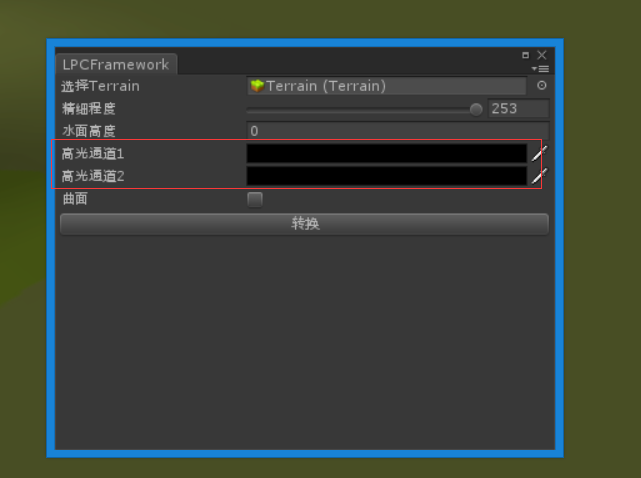 LPCFramework
选择Terrain
Terrain (Terrain)
精细程度
253
水面高度
0
高光通道1
高光通道2
曲面
转换